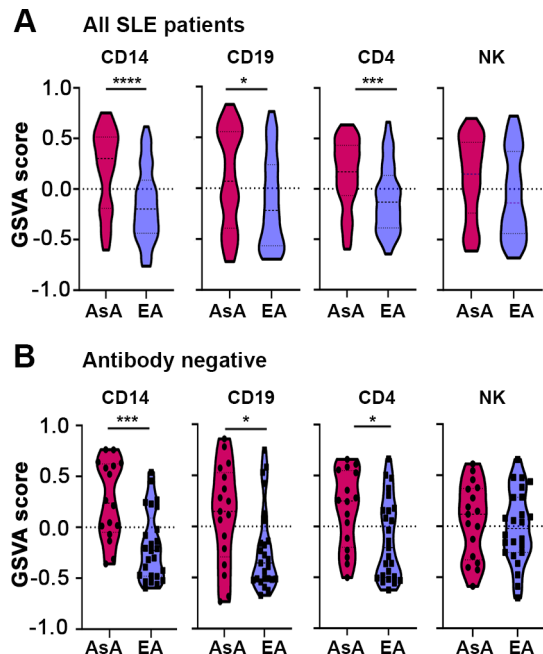 A All SLE patients
CD14 CD19 CD4 NK
**** * ***
GSVA score
1.0
0.5
0.0
-0.5
-1.0
AsA EA AsA EA AsA EA AsA EA
B Antibody negative
CD14 CD19 CD4 NK
*** * *
GSVA score
1.0
0.5
0.0
-0.5
-1.0
AsA EA AsA EA AsA EA AsA EA